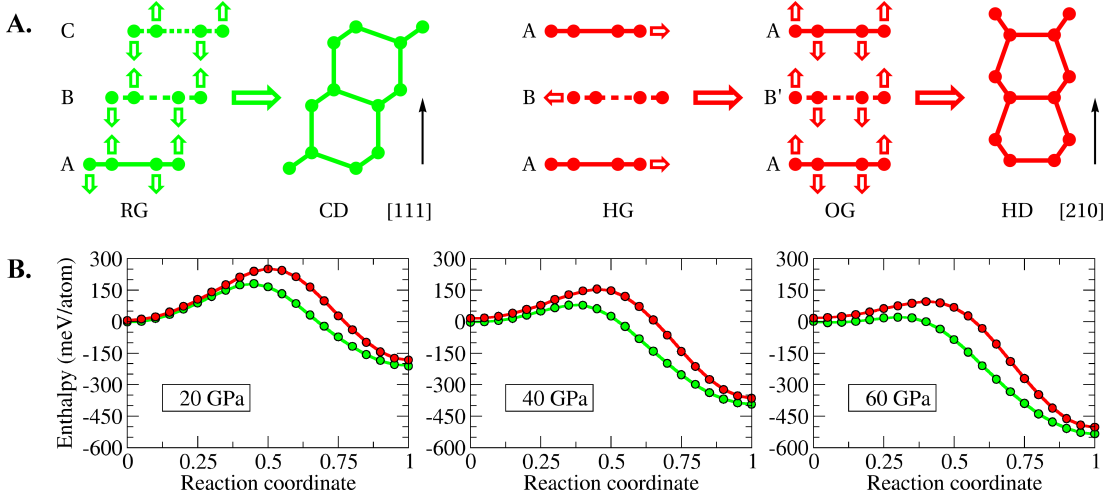 A.
C
B
A
RG
CD
[111]
A
B
A
HG
A
B'
A
OG
HD
[210]
B.
Enthalpy (meV/atom)
300
150
0
-150
-300
-450
-600
20 GPa
0
0.25
0.5
0.75
1
Reaction coordinate
300
150
0
-150
-300
-450
-600
40 GPa
0
0.25
0.5
0.75
1
Reaction coordinate
300
150
0
-150
-300
-450
-600
60 GPa
0
0.25
0.5
0.75
1
Reaction coordinate